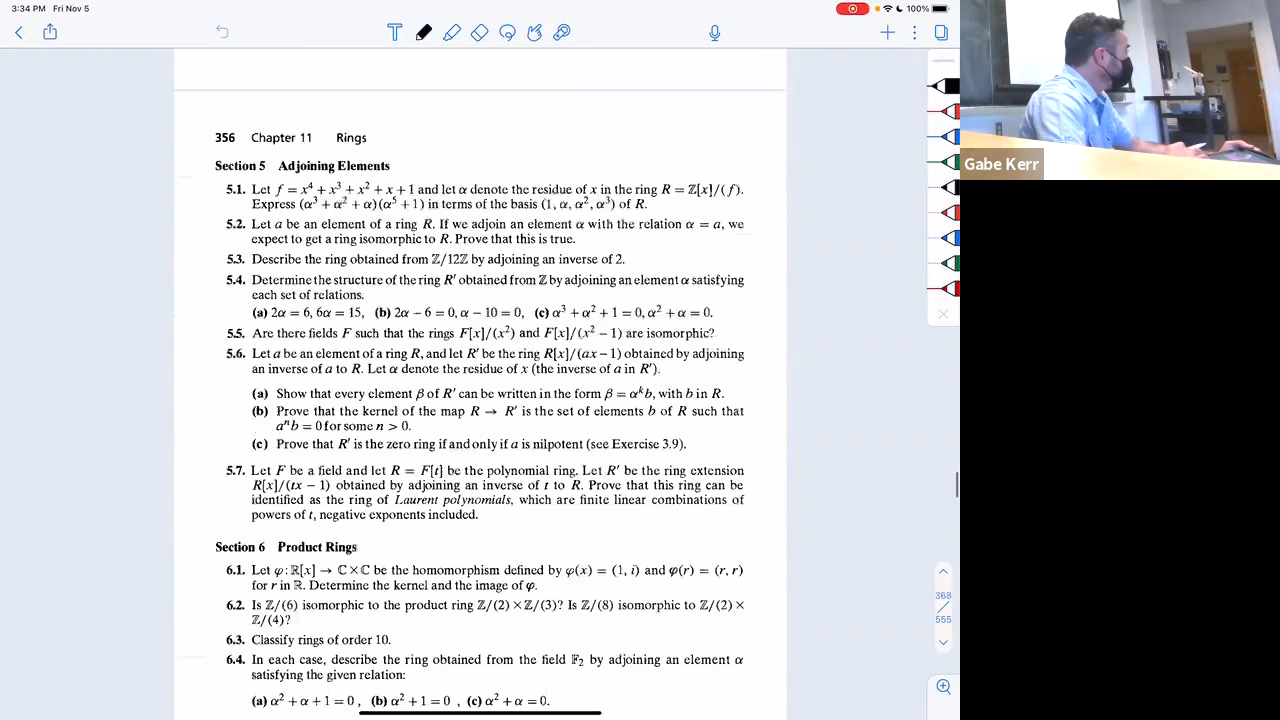 3:34 PM Fri Nov 5
100%
356 Chapter 11 Rings
Section 5 Adjoining Elements
5.1. Let f = x⁴ + x³ + x² + x + 1 and let α denote the residue of x in the ring R = ℤ[x]/(f).
Express (α³ + α² + α)(α⁵ + 1) in terms of the basis (1, α, α², α³) of R.
5.2. Let a be an element of a ring R. If we adjoin an element α with the relation α = a, we
expect to get a ring isomorphic to R. Prove that this is true.
5.3. Describe the ring obtained from ℤ/12ℤ by adjoining an inverse of 2.
5.4. Determine the structure of the ring R′ obtained from ℤ by adjoining an element α satisfying
each set of relations.
(a) 2α = 6, 6α = 15, (b) 2α − 6 = 0, α − 10 = 0, (c) α³ + α² + 1 = 0, α² + α = 0.
5.5. Are there fields F such that the rings F[x]/(x²) and F[x]/(x² − 1) are isomorphic?
5.6. Let a be an element of a ring R, and let R′ be the ring R[x]/(ax − 1) obtained by adjoining
an inverse of a to R. Let α denote the residue of x (the inverse of a in R′).
(a) Show that every element β of R′ can be written in the form β = αᵏb, with b in R.
(b) Prove that the kernel of the map R → R′ is the set of elements b of R such that
aⁿb = 0 for some n > 0.
(c) Prove that R′ is the zero ring if and only if a is nilpotent (see Exercise 3.9).
5.7. Let F be a field and let R = F[t] be the polynomial ring. Let R′ be the ring extension
R[x]/(tx − 1) obtained by adjoining an inverse of t to R. Prove that this ring can be
identified as the ring of Laurent polynomials, which are finite linear combinations of
powers of t, negative exponents included.
Section 6 Product Rings
6.1. Let φ: ℝ[x] → ℂ×ℂ be the homomorphism defined by φ(x) = (1, i) and φ(r) = (r, r)
for r in ℝ. Determine the kernel and the image of φ.
6.2. Is ℤ/(6) isomorphic to the product ring ℤ/(2) × ℤ/(3)? Is ℤ/(8) isomorphic to ℤ/(2) ×
ℤ/(4)?
6.3. Classify rings of order 10.
6.4. In each case, describe the ring obtained from the field 𝔽₂ by adjoining an element α
satisfying the given relation:
(a) α² + α + 1 = 0, (b) α² + 1 = 0, (c) α² + α = 0.
368
555
Gabe Kerr